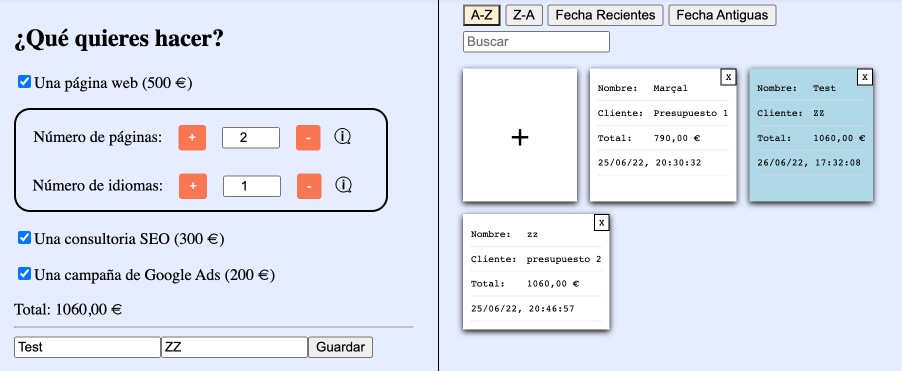 ¿Qué quieres hacer?
Una página web (500 €)
Número de páginas: + 2 -
Número de idiomas: + 1 -
Una consultoria SEO (300 €)
Una campaña de Google Ads (200 €)
Total: 1060,00 €
Test ZZ Guardar
A-Z Z-A Fecha Recientes Fecha Antiguas
Buscar
+
X
Nombre: Marçal
Cliente: Presupuesto 1
Total: 790,00 €
25/06/22, 20:30:32
X
Nombre: Test
Cliente: ZZ
Total: 1060,00 €
26/06/22, 17:32:08
X
Nombre: zz
Cliente: presupuesto 2
Total: 1060,00 €
25/06/22, 20:46:57